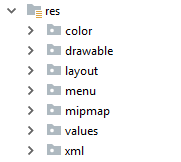 res
color
drawable
layout
menu
mipmap
values
xml